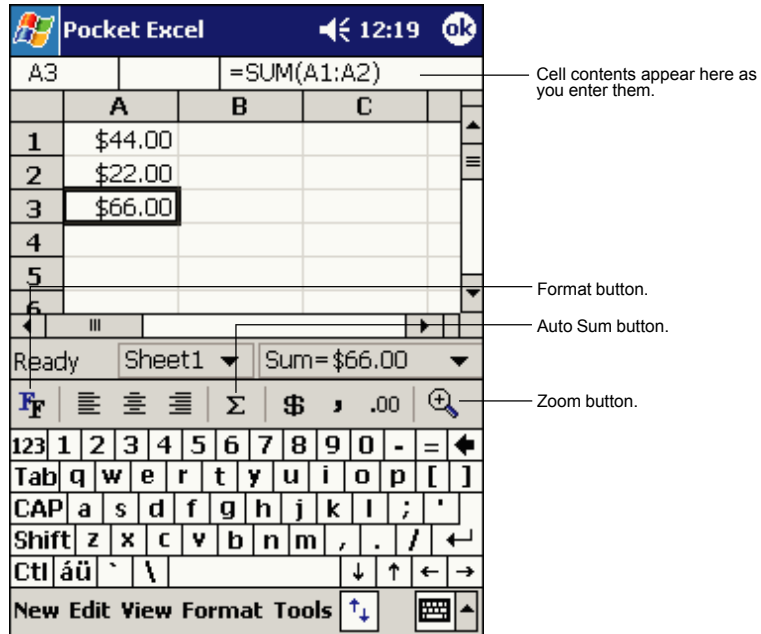 Pocket Excel 12:19 ok
A3 =SUM(A1:A2)
Cell contents appear here as
you enter them.
A B C
1 $44.00
2 $22.00
3 $66.00
4
5
6
Format button.
Auto Sum button.
Ready Sheet1 Sum=$66.00
FF Σ $ , .00
Zoom button.
123 1 2 3 4 5 6 7 8 9 0 - = 
Tab q w e r t y u i o p [ ]
CAP a s d f g h j k l ; '
Shift z x c v b n m , . / ↵
Ctl áü ` \ ↓ ↑ ← →
New Edit View Format Tools